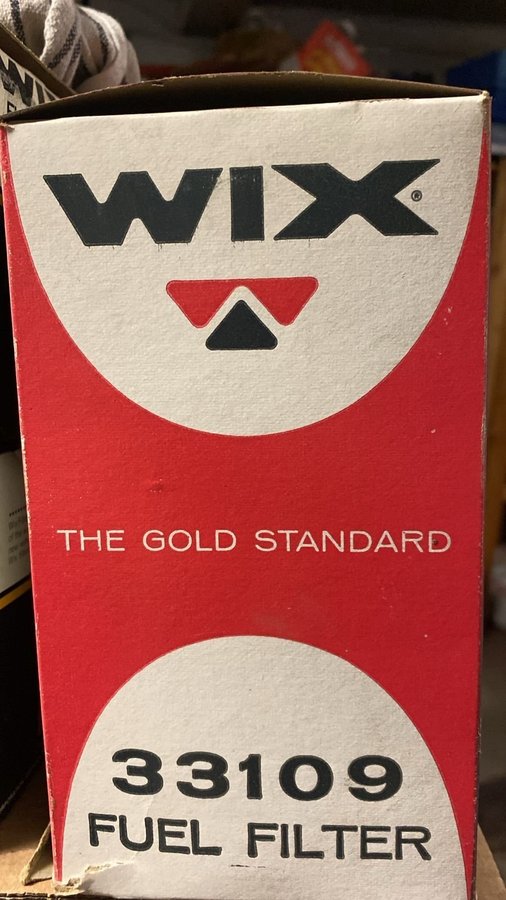 WIX®
THE GOLD STANDARD
33109
FUEL FILTER